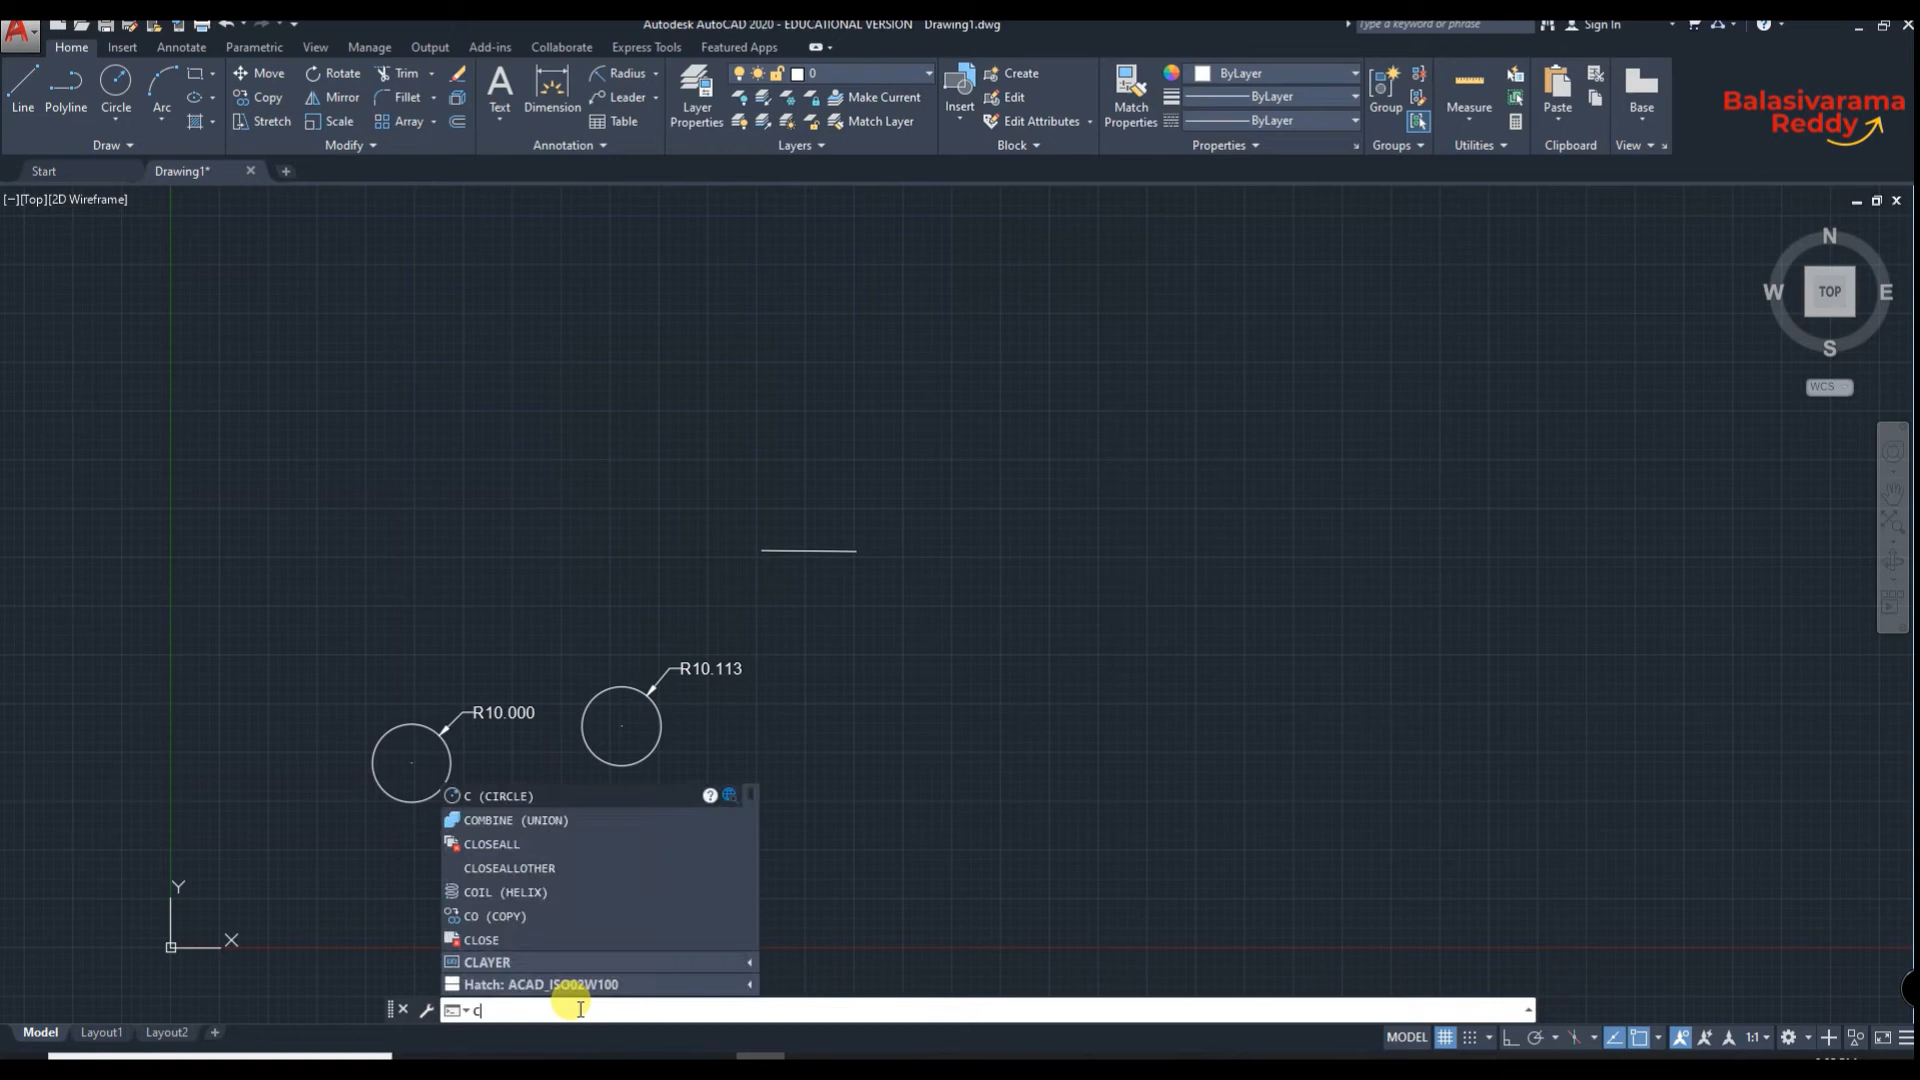 Autodesk AutoCAD 2020 - EDUCATIONAL VERSION Drawing1.dwg
Type a keyword or phrase
Sign In
Home Insert Annotate Parametric View Manage Output Add-ins Collaborate Express Tools Featured Apps
Line Polyline Circle Arc
Move Rotate Trim
Copy Mirror Fillet
Stretch Scale Array
Text Dimension
Radius
Leader
Table
Layer
Properties
0
Make Current
Match Layer
Insert
Create
Edit
Edit Attributes
Match
Properties
ByLayer
ByLayer
ByLayer
Group
Measure
Paste
Base
Draw Modify Annotation Layers Block Properties Groups Utilities Clipboard View
Balasivarama
Reddy
Start Drawing1*
[−][Top][2D Wireframe]
N
W TOP E
S
WCS
R10.113
R10.000
C (CIRCLE)
COMBINE (UNION)
CLOSEALL
CLOSEALLOTHER
COIL (HELIX)
CO (COPY)
CLOSE
CLAYER
Hatch: ACAD_ISO02W100
c
Y
X
Model Layout1 Layout2
MODEL 1:1